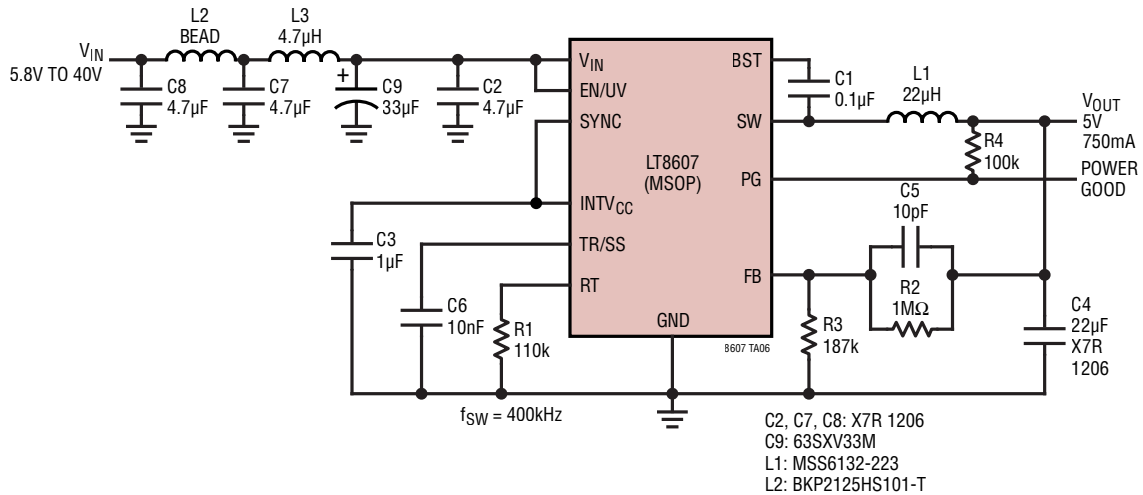 L2
BEAD
L3
4.7µH
VIN
5.8V TO 40V
C8
4.7µF
C7
4.7µF
+
C9
33µF
C2
4.7µF
VIN
EN/UV
SYNC
INTVCC
TR/SS
RT
LT8607
(MSOP)
GND
BST
SW
PG
FB
C1
0.1µF
L1
22µH
VOUT
5V
750mA
R4
100k
POWER
GOOD
C5
10pF
R2
1MΩ
R3
187k
C4
22µF
X7R
1206
C3
1µF
C6
10nF
R1
110k
8607 TA06
fSW = 400kHz
C2, C7, C8: X7R 1206
C9: 63SXV33M
L1: MSS6132-223
L2: BKP2125HS101-T